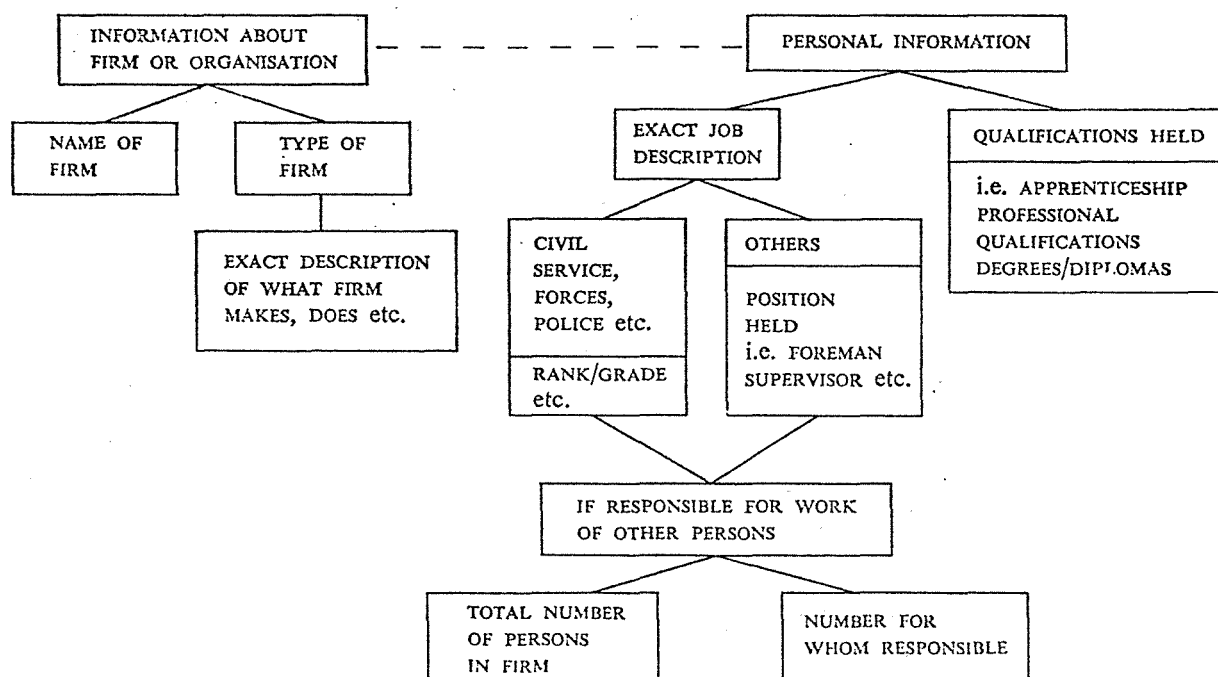 INFORMATION ABOUT
FIRM OR ORGANISATION
PERSONAL INFORMATION
NAME OF
FIRM
TYPE OF
FIRM
EXACT DESCRIPTION
OF WHAT FIRM
MAKES, DOES etc.
EXACT JOB
DESCRIPTION
QUALIFICATIONS HELD
i.e. APPRENTICESHIP
PROFESSIONAL
QUALIFICATIONS
DEGREES/DIPLOMAS
CIVIL
SERVICE,
FORCES,
POLICE etc.
RANK/GRADE
etc.
OTHERS
POSITION
HELD
i.e. FOREMAN
SUPERVISOR etc.
IF RESPONSIBLE FOR WORK
OF OTHER PERSONS
TOTAL NUMBER
OF PERSONS
IN FIRM
NUMBER FOR
WHOM RESPONSIBLE